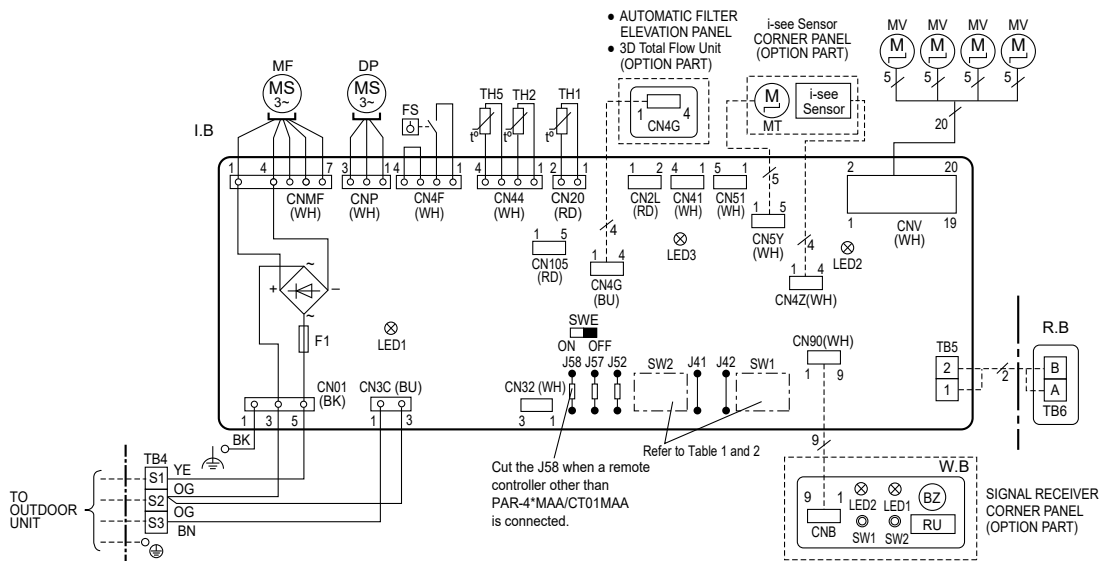 ● AUTOMATIC FILTER
ELEVATION PANEL
● 3D Total Flow Unit
(OPTION PART)
i-see Sensor
CORNER PANEL
(OPTION PART)
MV MV MV MV
M M M M
5 5 5 5
20
MF DP
MS
3~
MS
3~
FS
TH5 TH2 TH1
t° t° t°
1 4
CN4G
M
MT
i-see
Sensor
I.B
1 4 7
CNMF
(WH)
3 1
CNP
(WH)
4 1
CN4F
(WH)
4 1
CN44
(WH)
2 1
CN20
(RD)
1 2
CN2L
(RD)
4 1
CN41
(WH)
5 1
CN51
(WH)
5
1 5
CN5Y
(WH)
2 20
1 19
CNV
(WH)
1 5
CN105
(RD)
4
1 4
CN4G
(BU)
LED3
4
1 4
CN4Z(WH)
LED2
~
+ −
~
F1
LED1
SWE
ON OFF
J58 J57 J52
SW2
J41 J42
SW1
CN90(WH)
1 9
TB5
2
1
2
R.B
B
A
TB6
CN01
(BK)
1 3 5
CN3C (BU)
1 3
CN32 (WH)
3 1
Refer to Table 1 and 2
Cut the J58 when a remote
controller other than
PAR-4*MAA/CT01MAA
is connected.
BK
TB4
S1
S2
S3
YE
OG
OG
BN
TO
OUTDOOR
UNIT
9
W.B
9 1
CNB
LED2 LED1
SW1 SW2
BZ
RU
SIGNAL RECEIVER
CORNER PANEL
(OPTION PART)